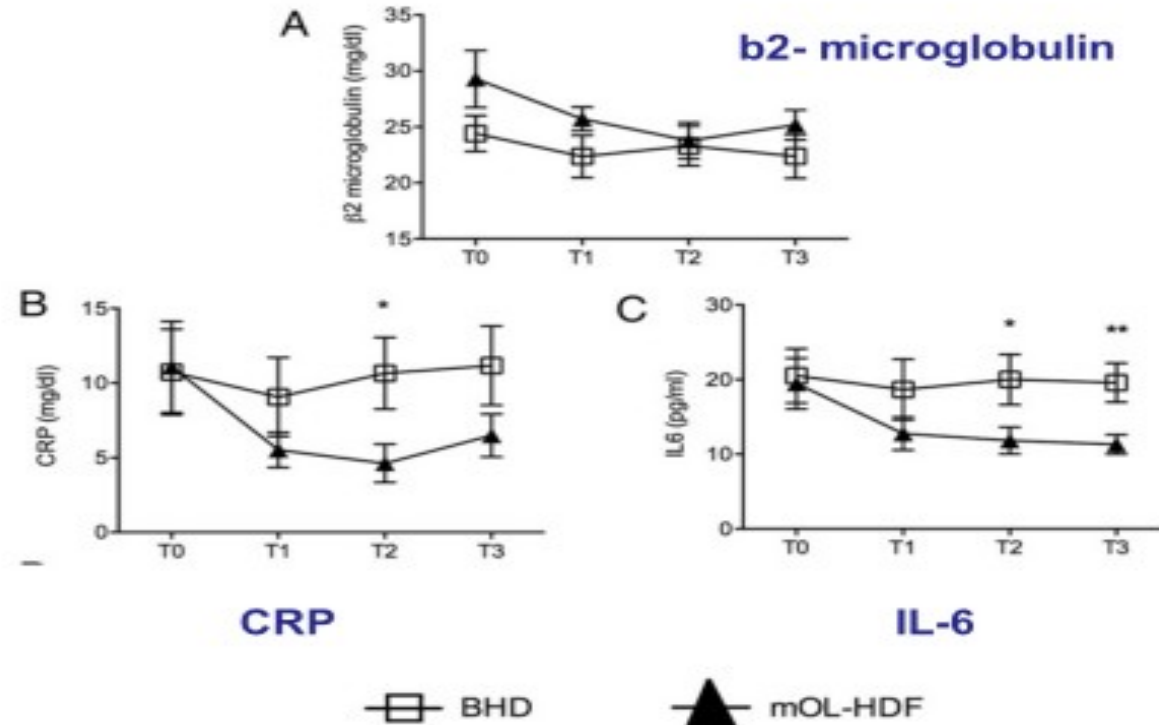 A
b2- microglobulin
β2 microglobulin (mg/dl)
35
30
25
20
15
T0 T1 T2 T3
B
CRP (mg/dl)
15
10
5
0
*
T0 T1 T2 T3
C
IL6 (pg/ml)
30
20
10
0
* **
T0 T1 T2 T3
CRP
IL-6
BHD
mOL-HDF